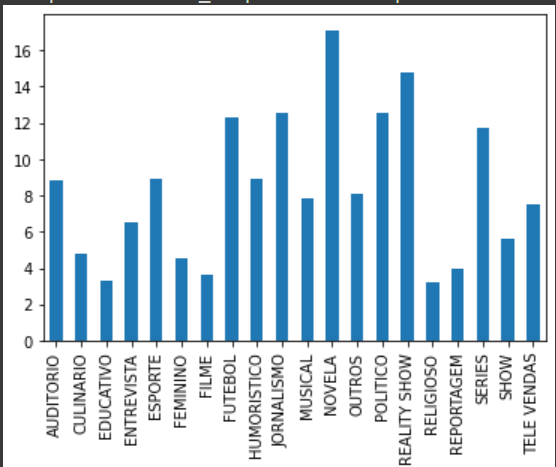 16
14
12
10
8
6
4
2
0
AUDITORIO
CULINARIO
EDUCATIVO
ENTREVISTA
ESPORTE
FEMININO
FILME
FUTEBOL
HUMORISTICO
JORNALISMO
MUSICAL
NOVELA
OUTROS
POLITICO
REALITY SHOW
RELIGIOSO
REPORTAGEM
SERIES
SHOW
TELE VENDAS